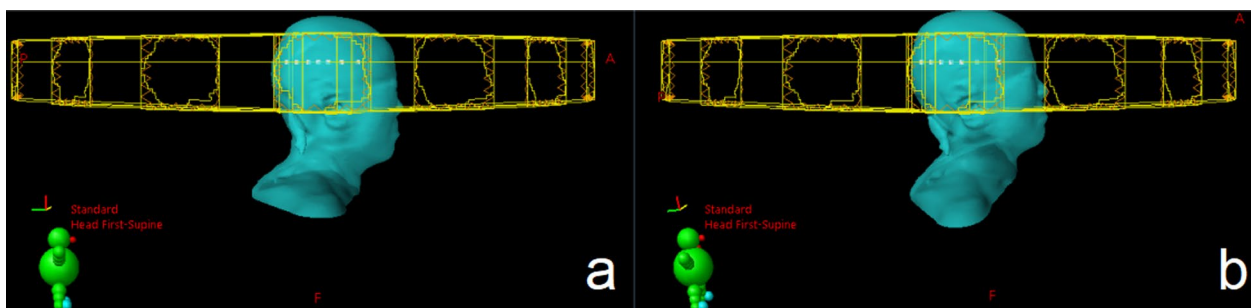 P
A
Standard
Head First-Supine
F
a
A
P
Standard
Head First-Supine
F
b